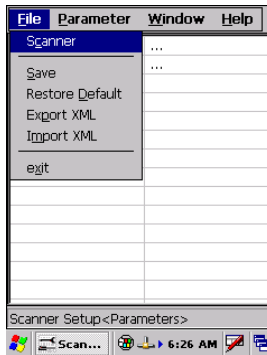 File Parameter Window Help
Scanner
...
...
Save
Restore Default
Export XML
Import XML
exit
Scanner Setup<Parameters>
Scan... 6:26 AM